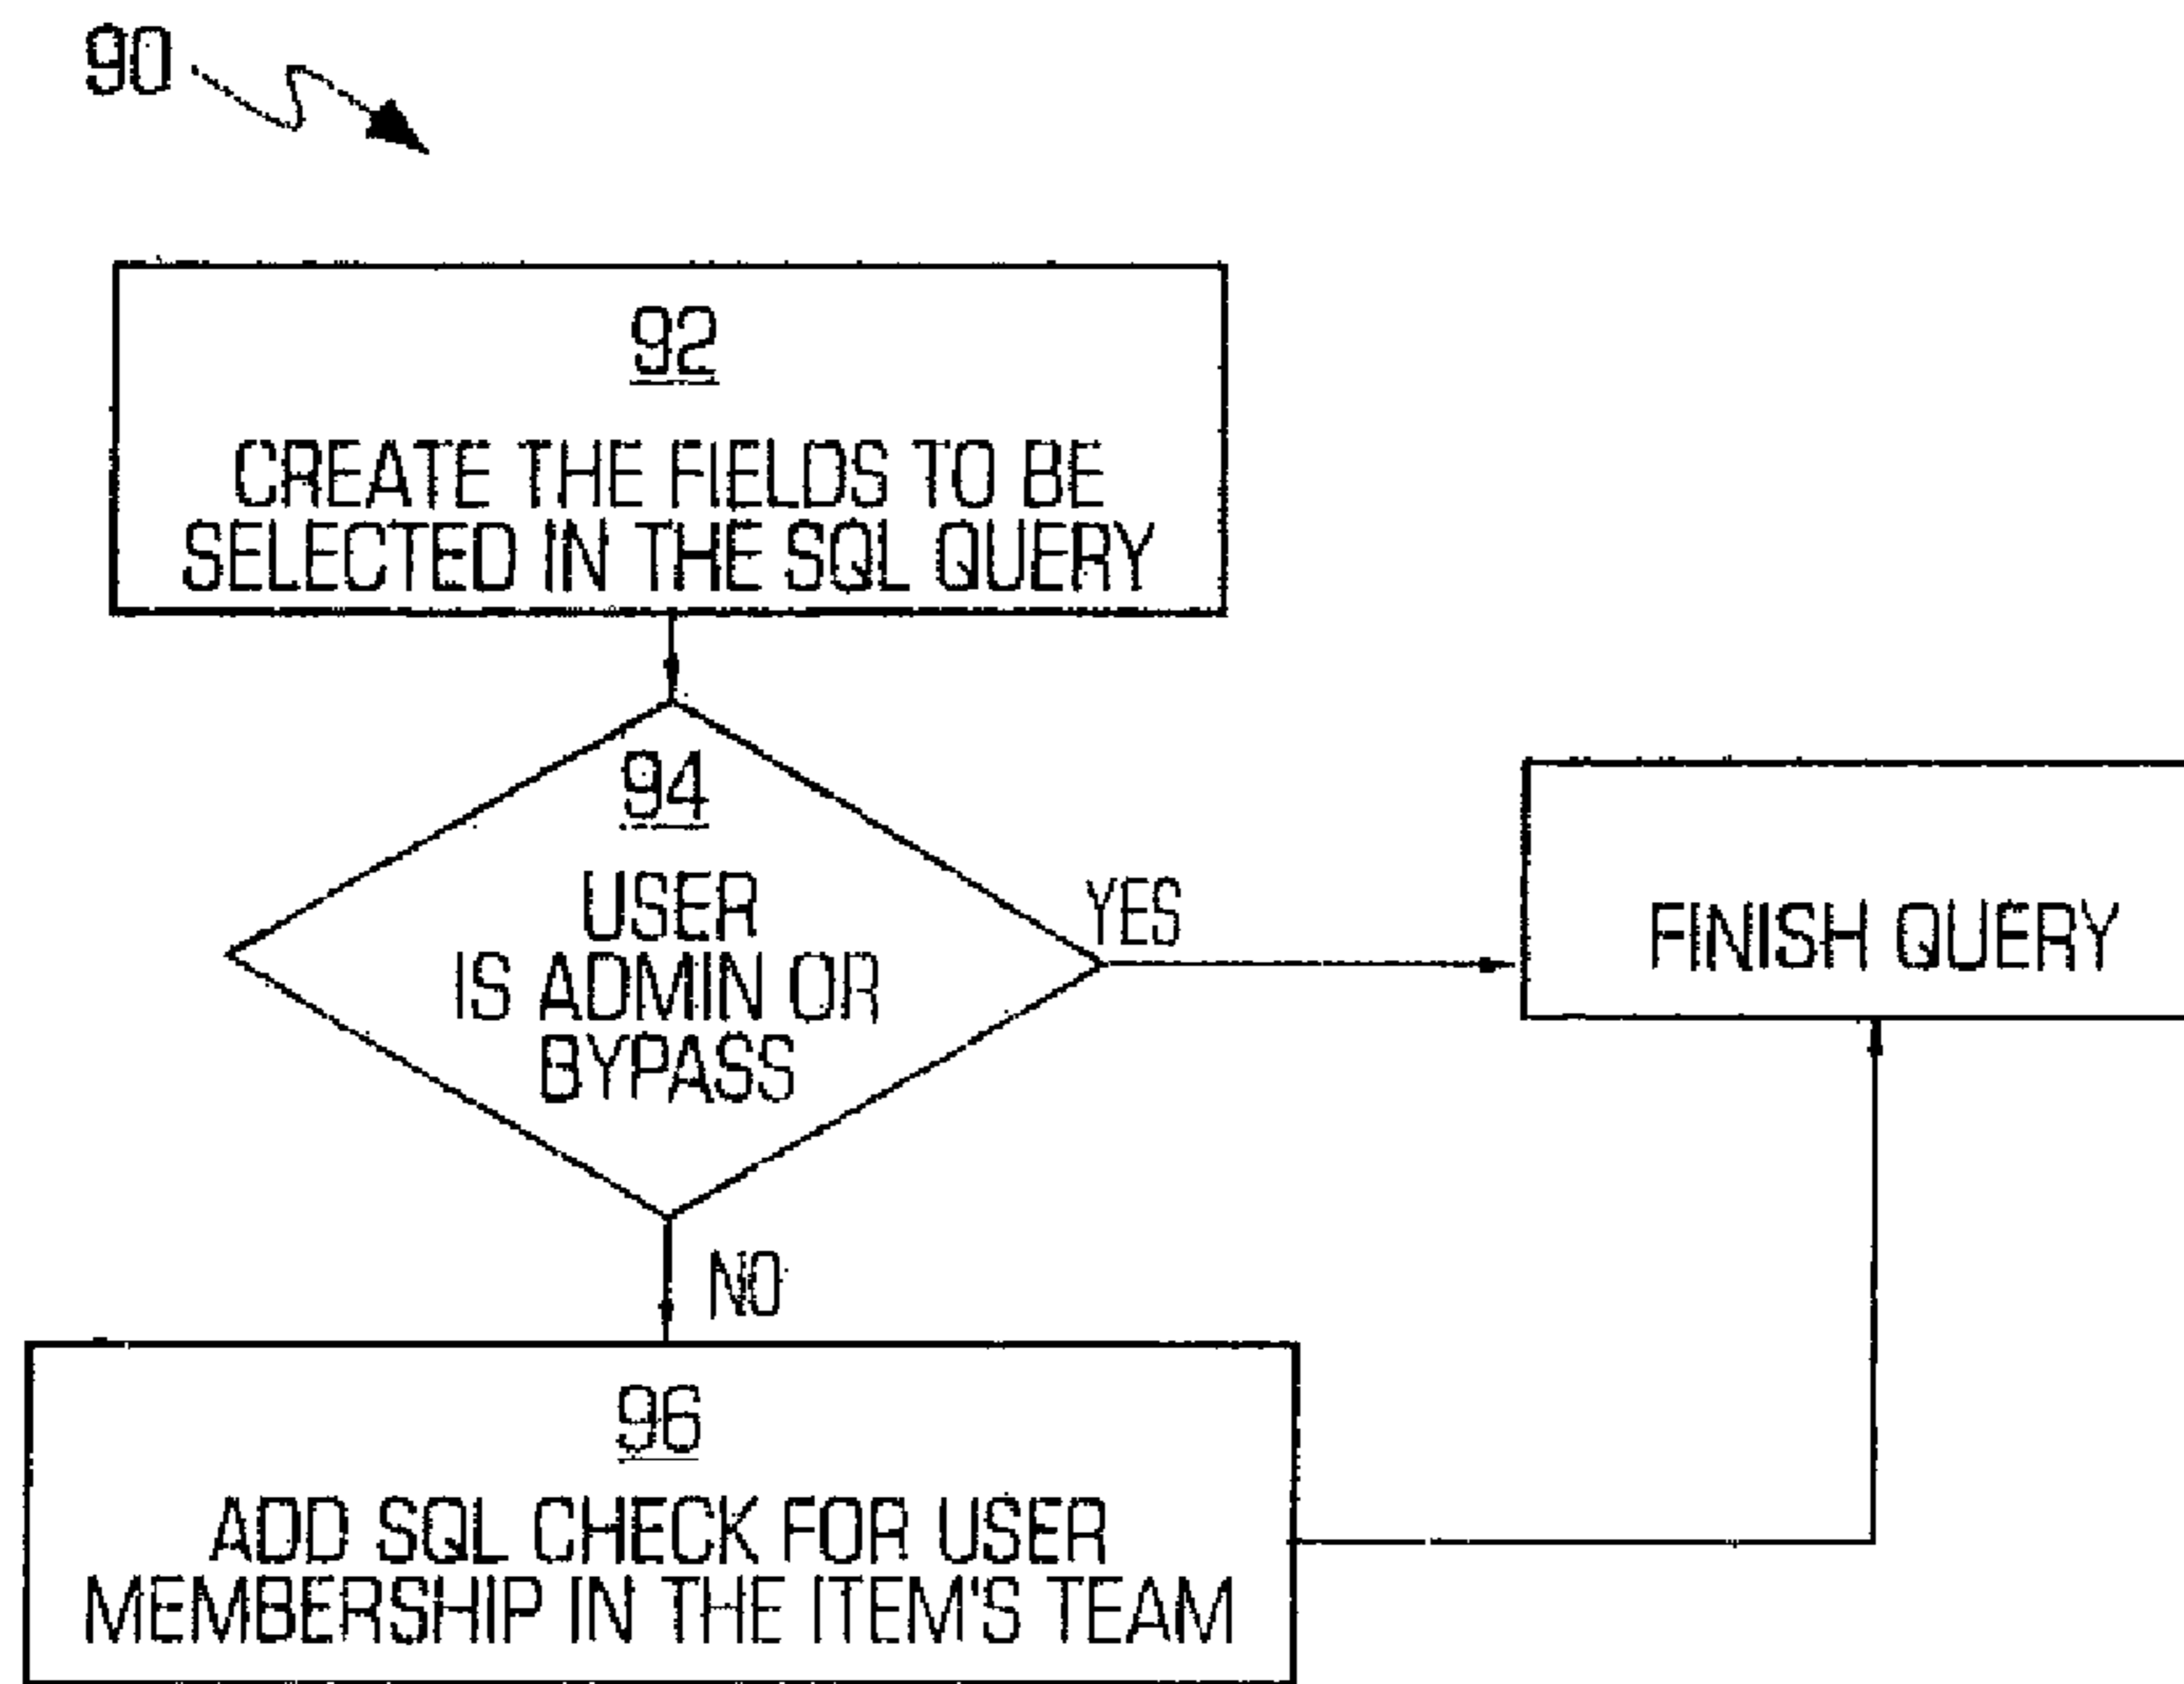 90
92
CREATE THE FIELDS TO BE
SELECTED IN THE SQL QUERY
94
USER
IS ADMIN OR
BYPASS
YES
FINISH QUERY
NO
96
ADD SQL CHECK FOR USER
MEMBERSHIP IN THE ITEM'S TEAM